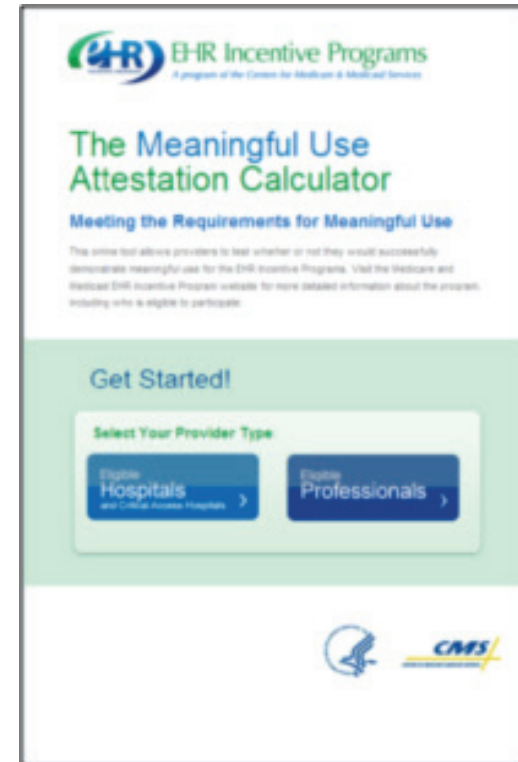 EHR EHR Incentive Programs
A program of the Centers for Medicare & Medicaid Services
The Meaningful Use
Attestation Calculator
Meeting the Requirements for Meaningful Use
This online tool allows providers to test whether or not they would successfully
demonstrate meaningful use for the EHR Incentive Programs. Visit the Medicare and
Medicaid EHR Incentive Program website for more detailed information about the program,
including who is eligible to participate.
Get Started!
Select Your Provider Type
Eligible
Hospitals
and Critical Access Hospitals
Eligible
Professionals
CMS